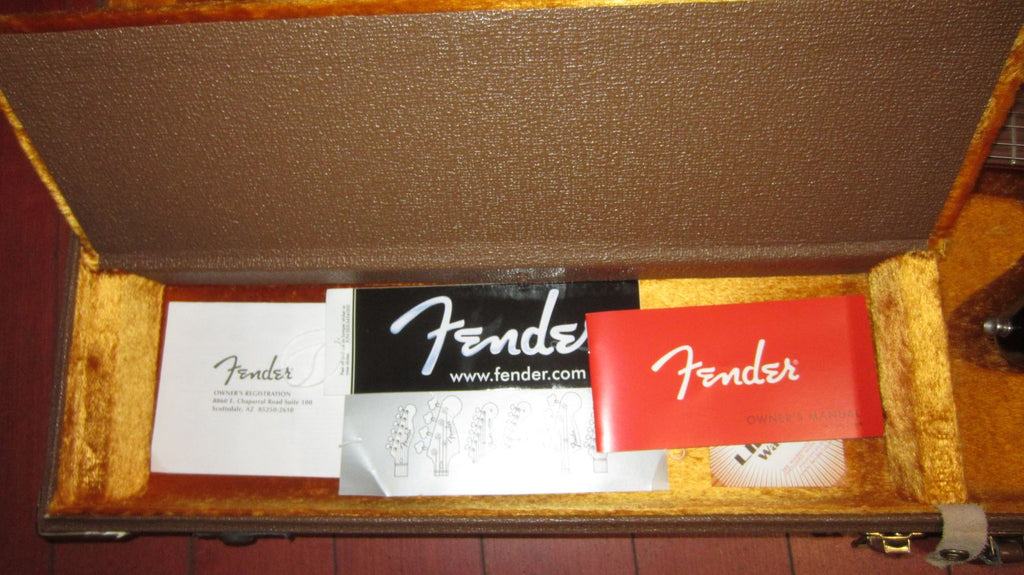 Fender
OWNER'S REGISTRATION
8860 E. Chaparral Road Suite 100
Scottsdale, AZ 85250-2610
Fender
www.fender.com
Fender®
OWNER'S MANUAL